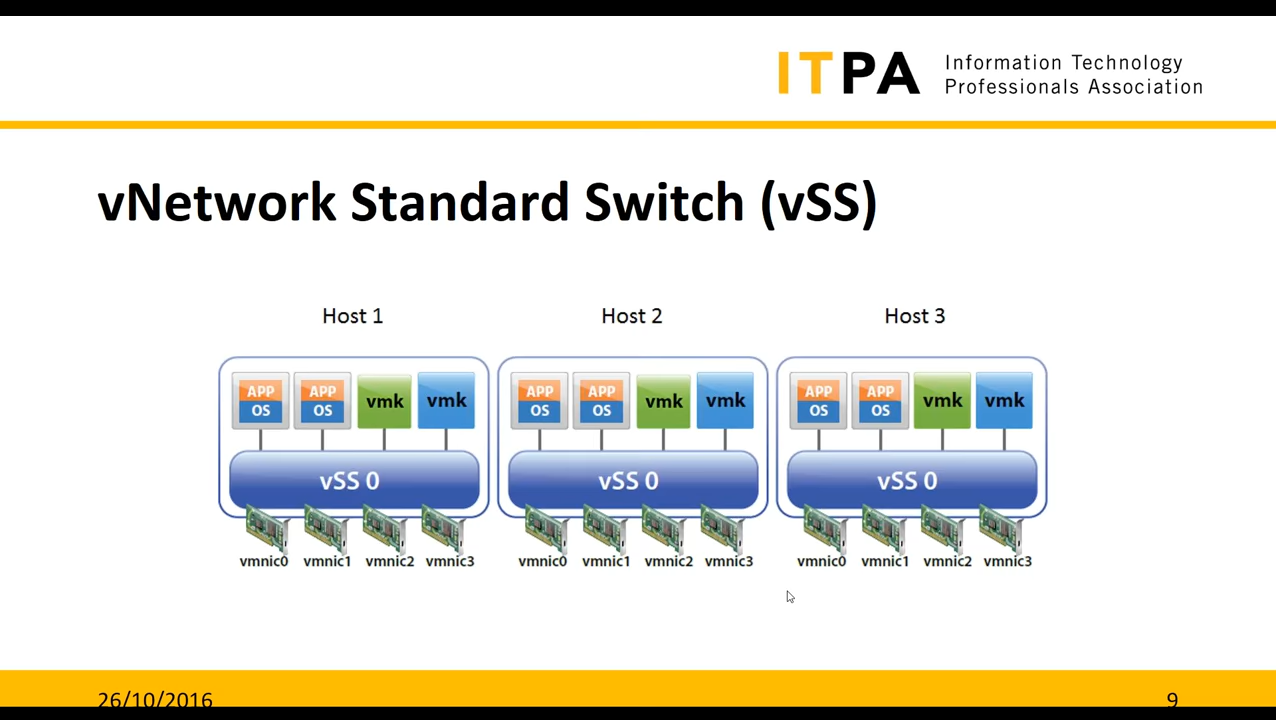 ITPA
Information Technology
Professionals Association
vNetwork Standard Switch (vSS)
Host 1
Host 2
Host 3
APP
OS
APP
OS
vmk
vmk
vSS 0
vmnic0
vmnic1
vmnic2
vmnic3
APP
OS
APP
OS
vmk
vmk
vSS 0
vmnic0
vmnic1
vmnic2
vmnic3
APP
OS
APP
OS
vmk
vmk
vSS 0
vmnic0
vmnic1
vmnic2
vmnic3
26/10/2016
9